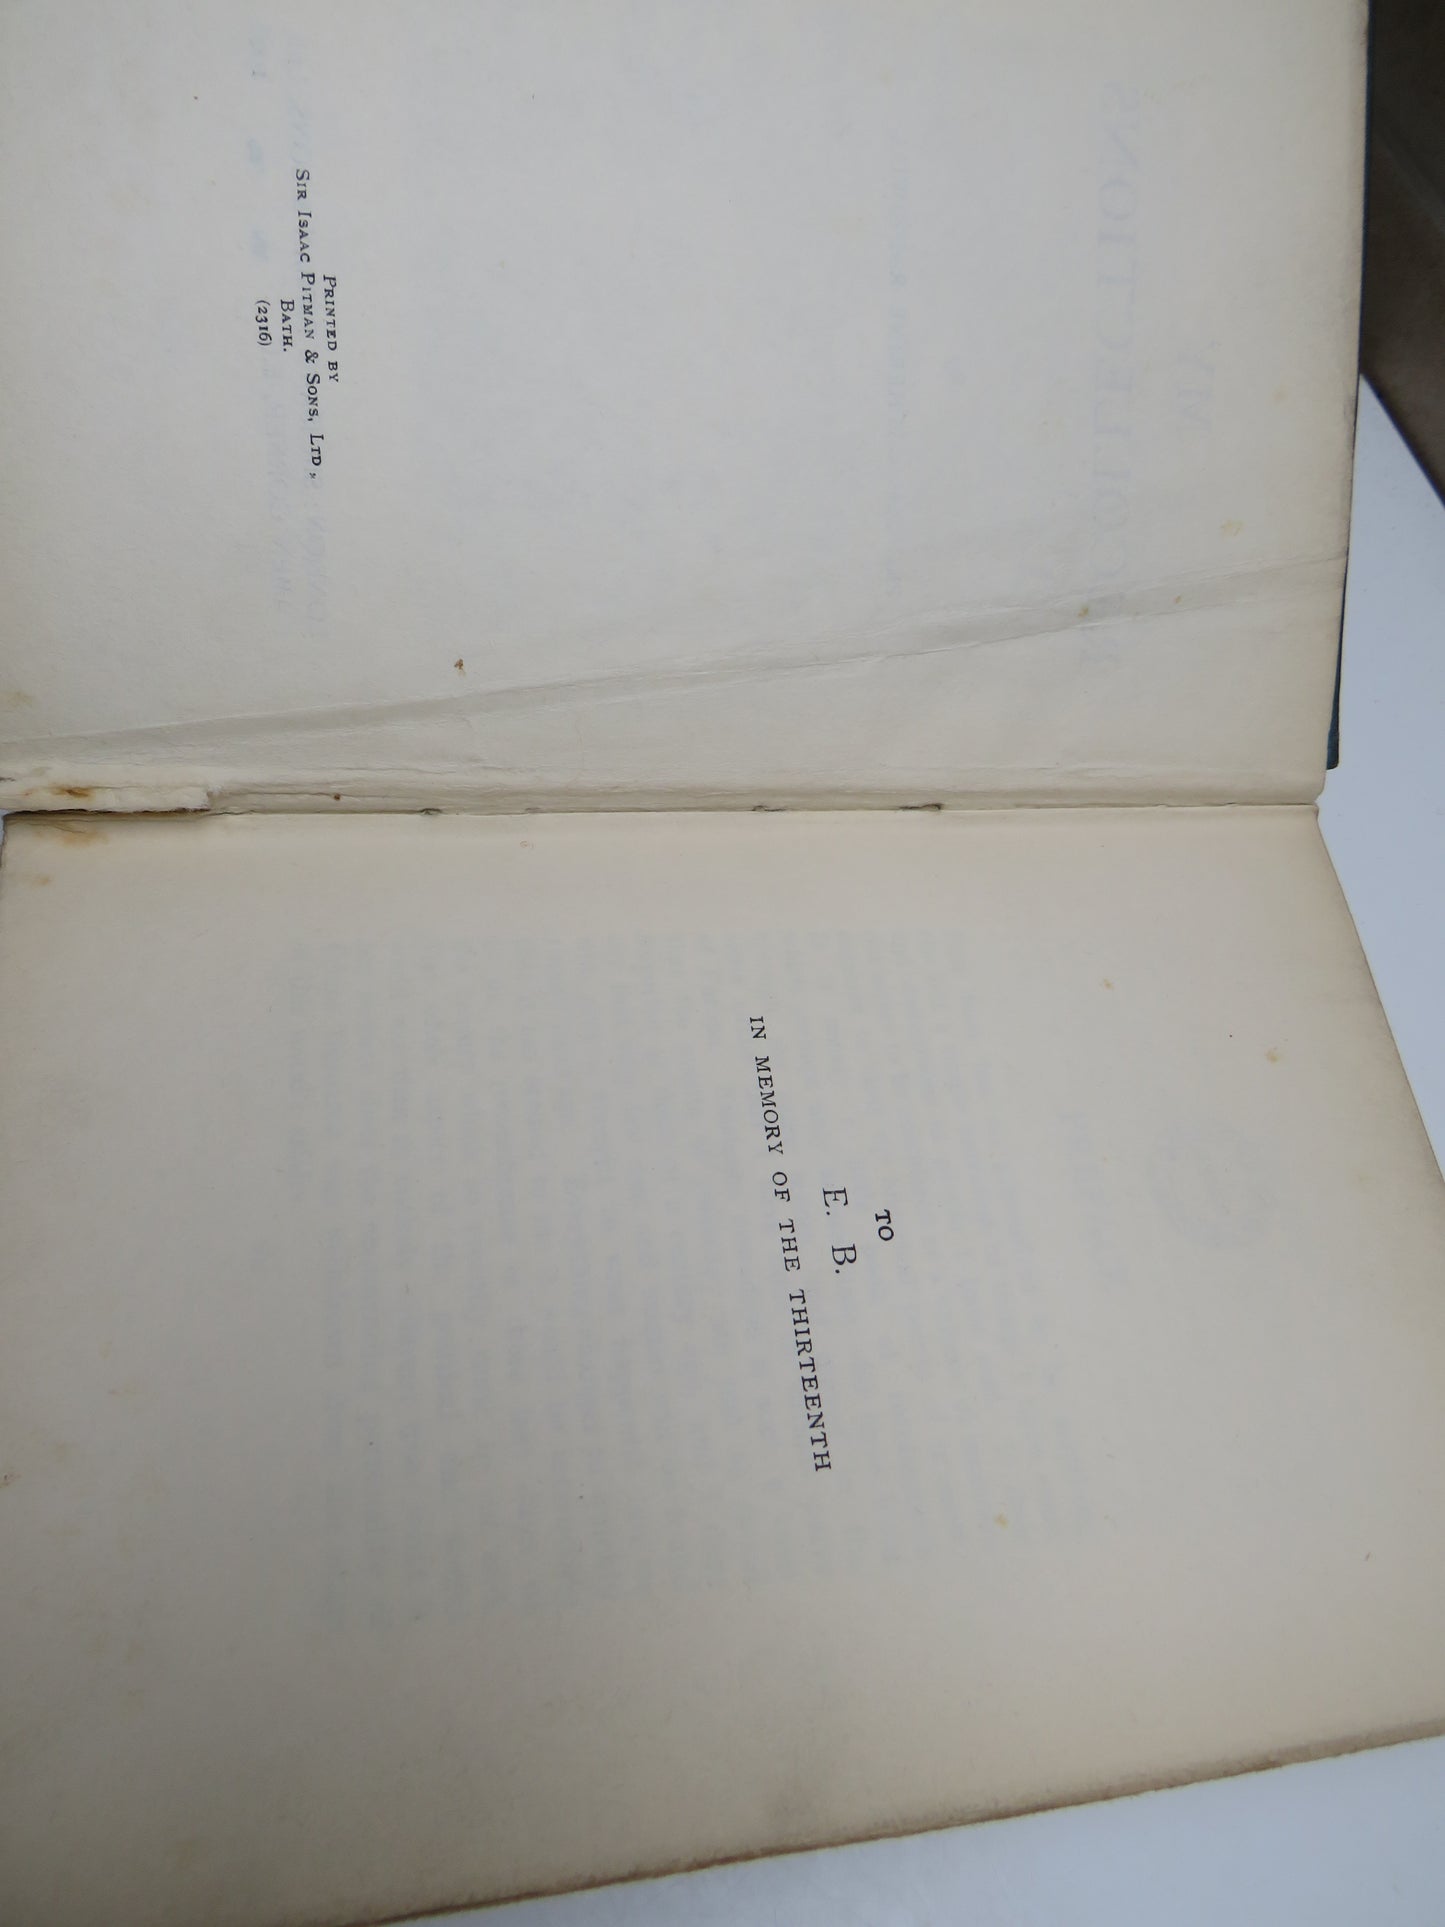 PRINTED BY
SIR ISAAC PITMAN & SONS, LTD,
BATH.
(2316)
TO
E. B.
IN MEMORY OF THE THIRTEENTH